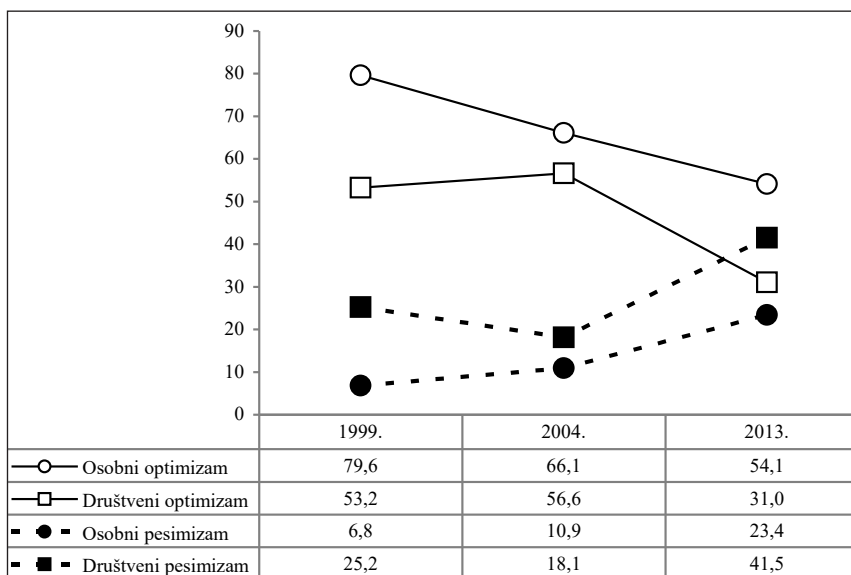 90
80
70
60
50
40
30
20
10
0
1999. 2004. 2013.
Osobni optimizam 79,6 66,1 54,1
Društveni optimizam 53,2 56,6 31,0
Osobni pesimizam 6,8 10,9 23,4
Društveni pesimizam 25,2 18,1 41,5